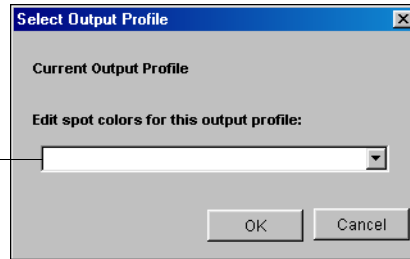 Select Output Profile
Current Output Profile
Edit spot colors for this output profile:
OK Cancel